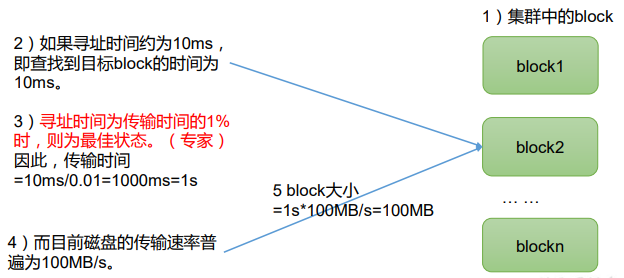 1）集群中的block
block1
block2
… …
blockn
2）如果寻址时间约为10ms，
即查找到目标block的时间为
10ms。
3）寻址时间为传输时间的1%
时，则为最佳状态。（专家）
因此，传输时间
=10ms/0.01=1000ms=1s
4）而目前磁盘的传输速率普
遍为100MB/s。
5 block大小
=1s*100MB/s=100MB